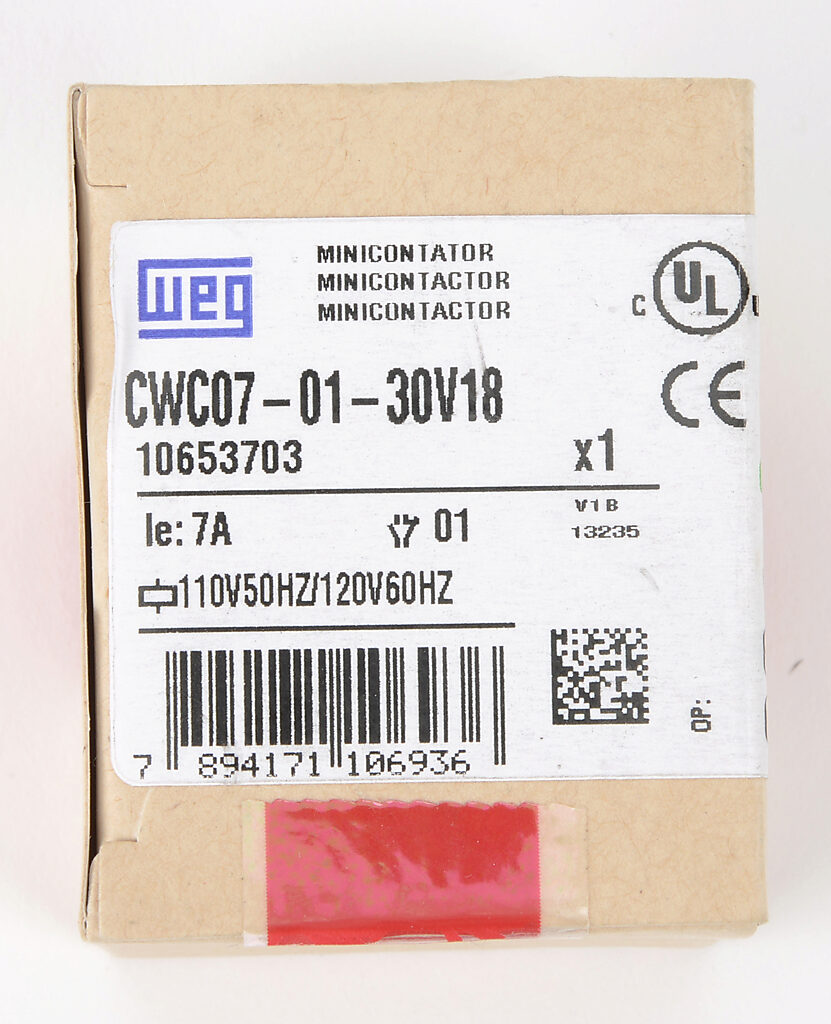 weg
MINICONTATOR
MINICONTACTOR
MINICONTACTOR
C UL
CWC07-01-30V18
CE
10653703
x1
Ie: 7A
01
V1B
13235
110V50HZ/120V60HZ
OP:
7 894171 106936